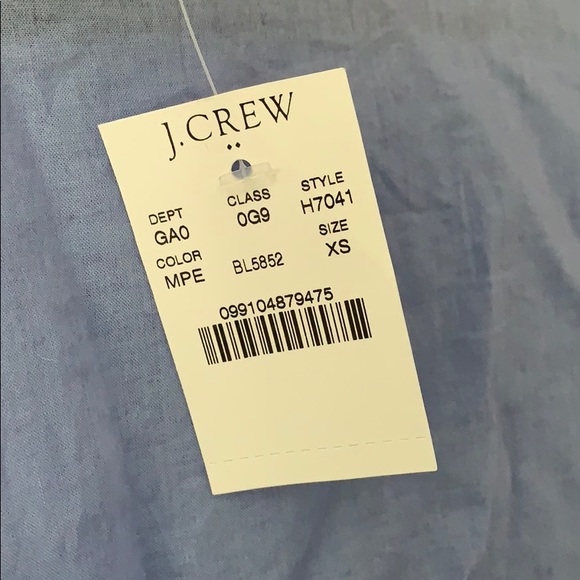 J.CREW
DEPT CLASS STYLE
GA0 0G9 H7041
COLOR SIZE
MPE BL5852 XS
099104879475